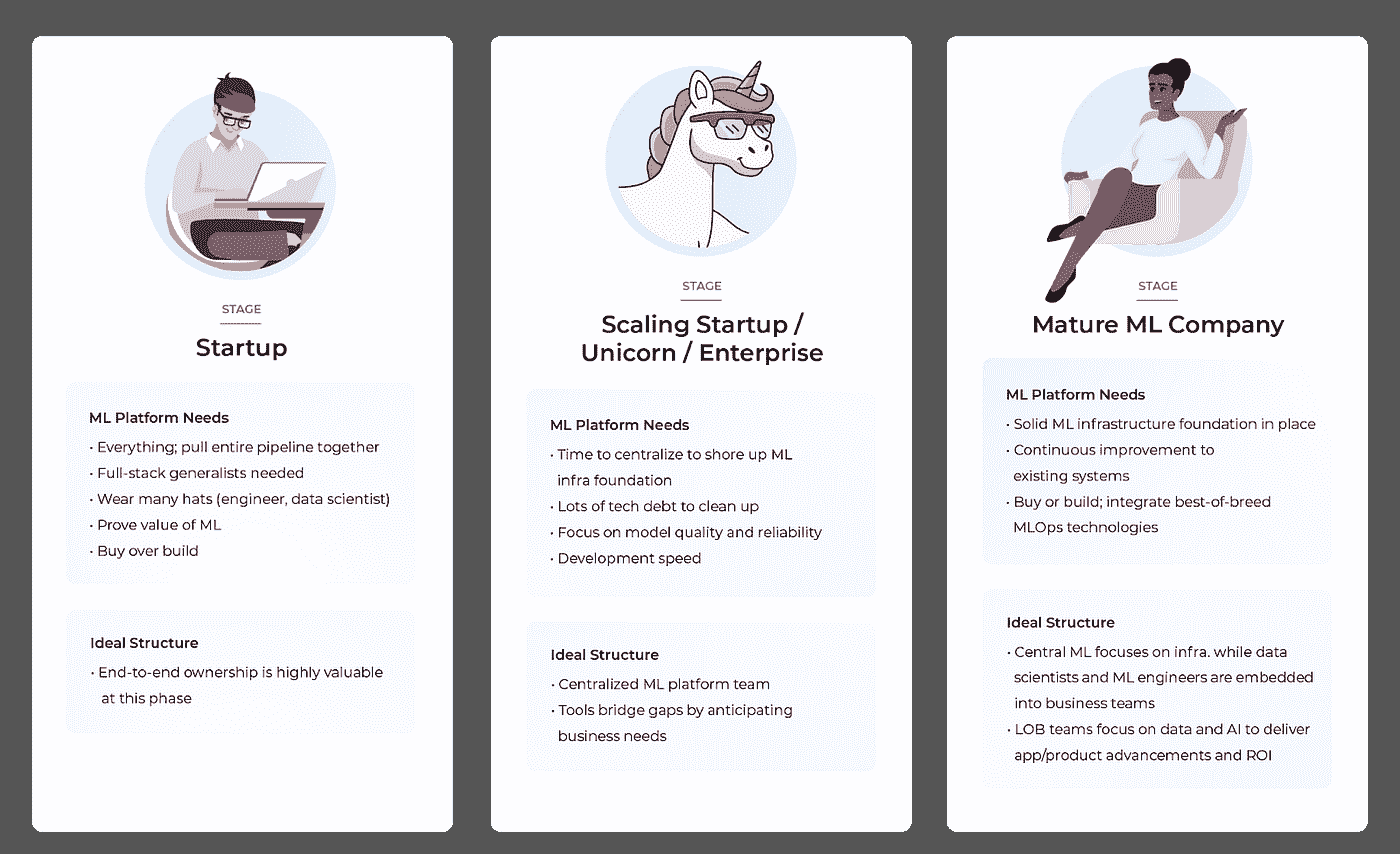 STAGE
Startup
ML Platform Needs
• Everything; pull entire pipeline together
• Full-stack generalists needed
• Wear many hats (engineer, data scientist)
• Prove value of ML
• Buy over build
Ideal Structure
• End-to-end ownership is highly valuable
at this phase
STAGE
Scaling Startup /
Unicorn / Enterprise
ML Platform Needs
• Time to centralize to shore up ML
infra foundation
• Lots of tech debt to clean up
• Focus on model quality and reliability
• Development speed
Ideal Structure
• Centralized ML platform team
• Tools bridge gaps by anticipating
business needs
STAGE
Mature ML Company
ML Platform Needs
• Solid ML infrastructure foundation in place
• Continuous improvement to
existing systems
• Buy or build; integrate best-of-breed
MLOps technologies
Ideal Structure
• Central ML focuses on infra. while data
scientists and ML engineers are embedded
into business teams
• LOB teams focus on data and AI to deliver
app/product advancements and ROI